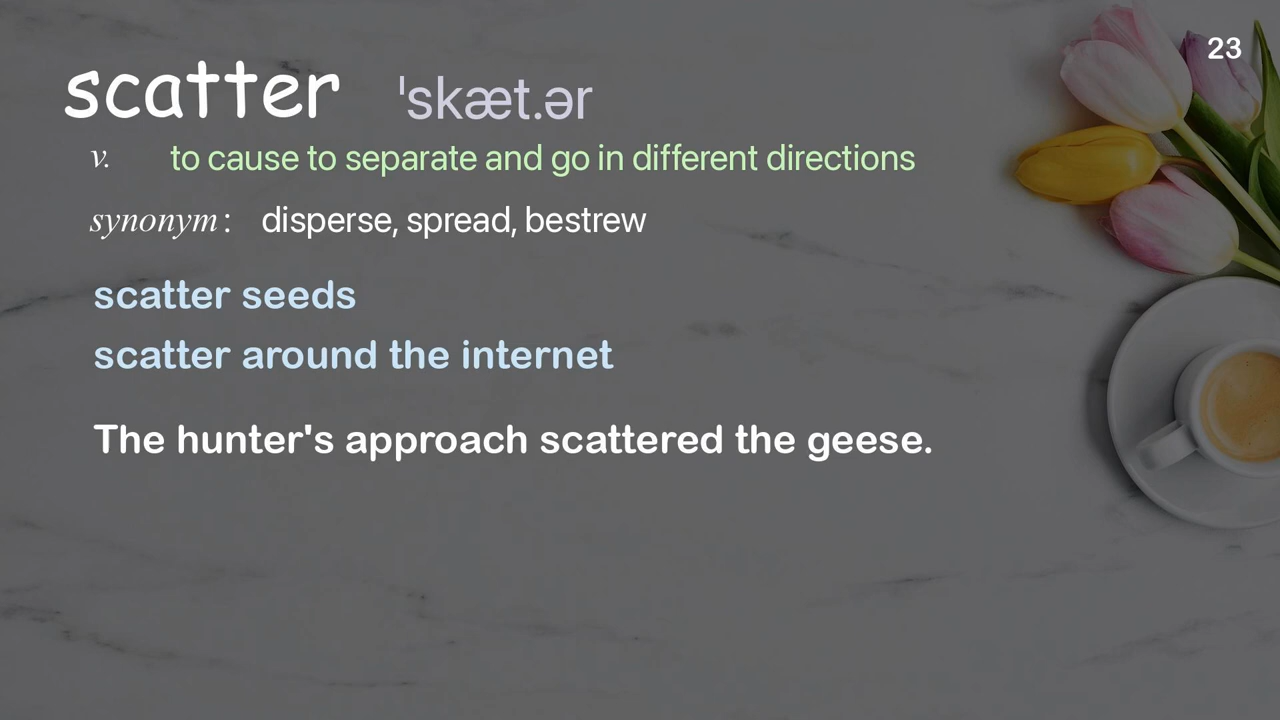 23
scatter ˈskæt.ər
v. to cause to separate and go in different directions
synonym: disperse, spread, bestrew
scatter seeds
scatter around the internet
The hunter's approach scattered the geese.